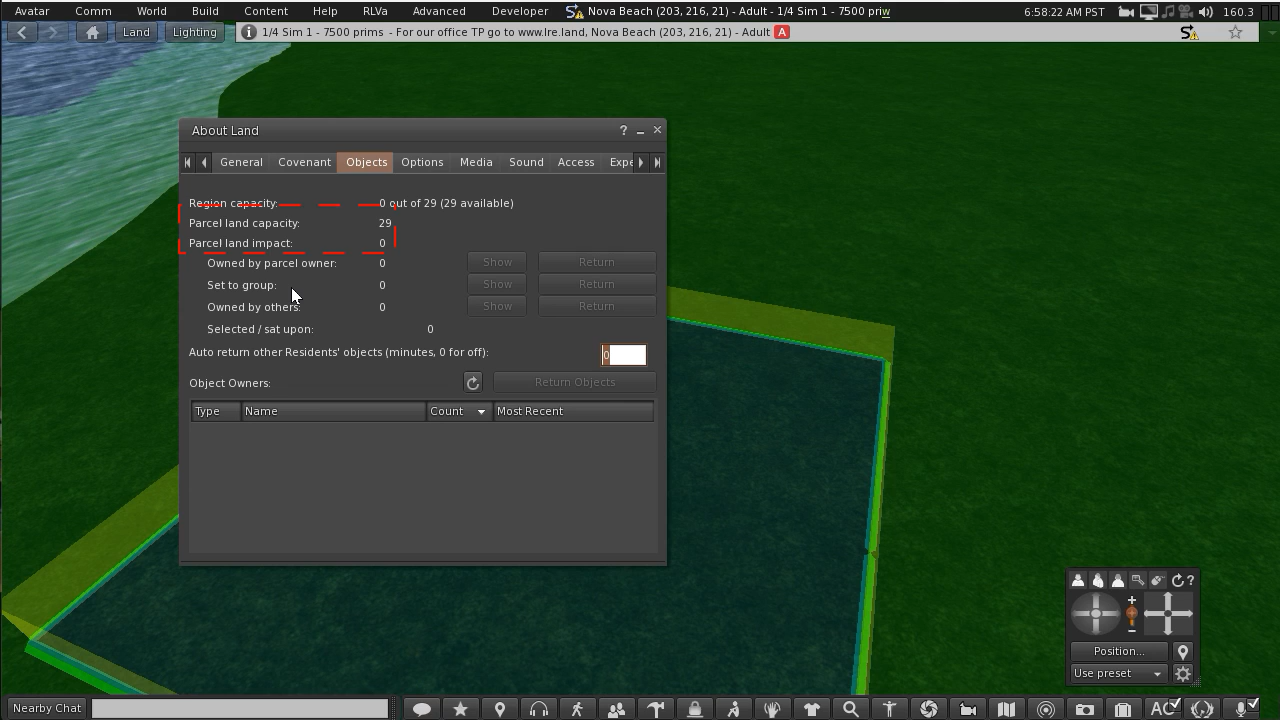 Avatar Comm World Build Content Land Help RLVa Advanced Developer Nova Beach (203, 216, 21) - Adult - 1/4 Sim 1 - 7500 priw 6:58:22 AM PST 160.3
Land Lighting 1/4 Sim 1 - 7500 prims - For our office TP go to www.lre.land, Nova Beach (203, 216, 21) - Adult A
About Land ?
General Covenant Objects Options Media Sound Access Expe
Region capacity: 0 out of 29 (29 available)
Parcel land capacity: 29
Parcel land impact: 0
Owned by parcel owner: 0 Show Return
Set to group: 0 Show Return
Owned by others: 0 Show Return
Selected / sat upon: 0
Auto return other Residents' objects (minutes, 0 for off): 0
Object Owners: Return Objects
Type Name Count Most Recent
?
Position...
Use preset
Nearby Chat AO